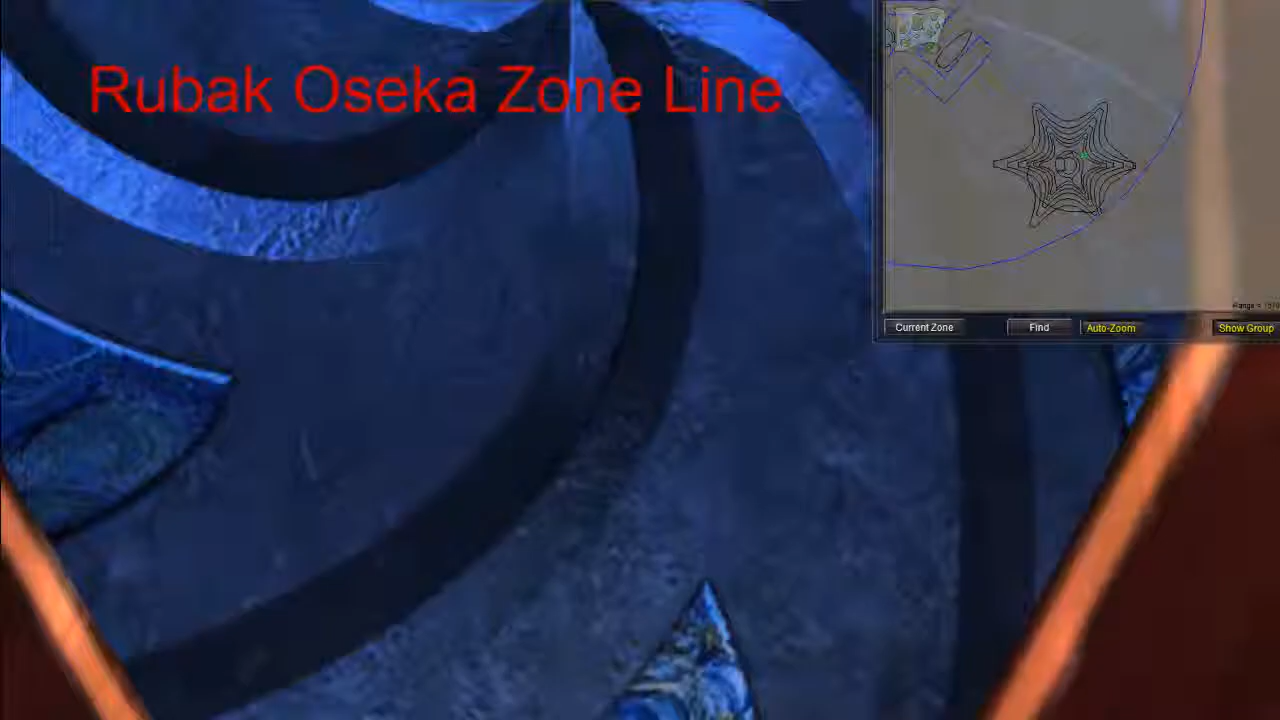 Rubak Oseka Zone Line
Current Zone
Find
Auto-Zoom
Show Group